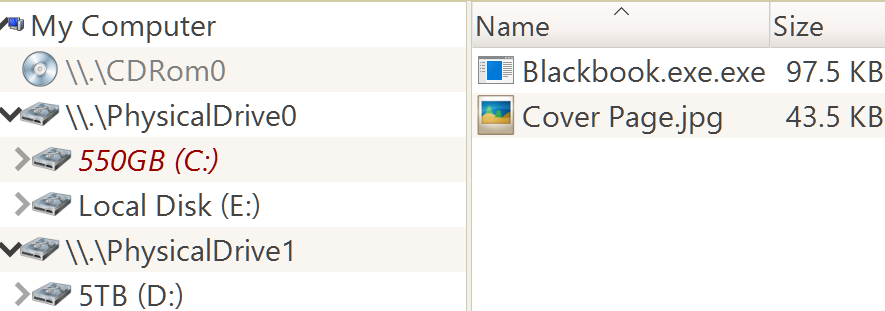 My Computer
\\.\CDRom0
\\.\PhysicalDrive0
550GB (C:)
Local Disk (E:)
\\.\PhysicalDrive1
5TB (D:)
Name Size
Blackbook.exe.exe 97.5 KB
Cover Page.jpg 43.5 KB